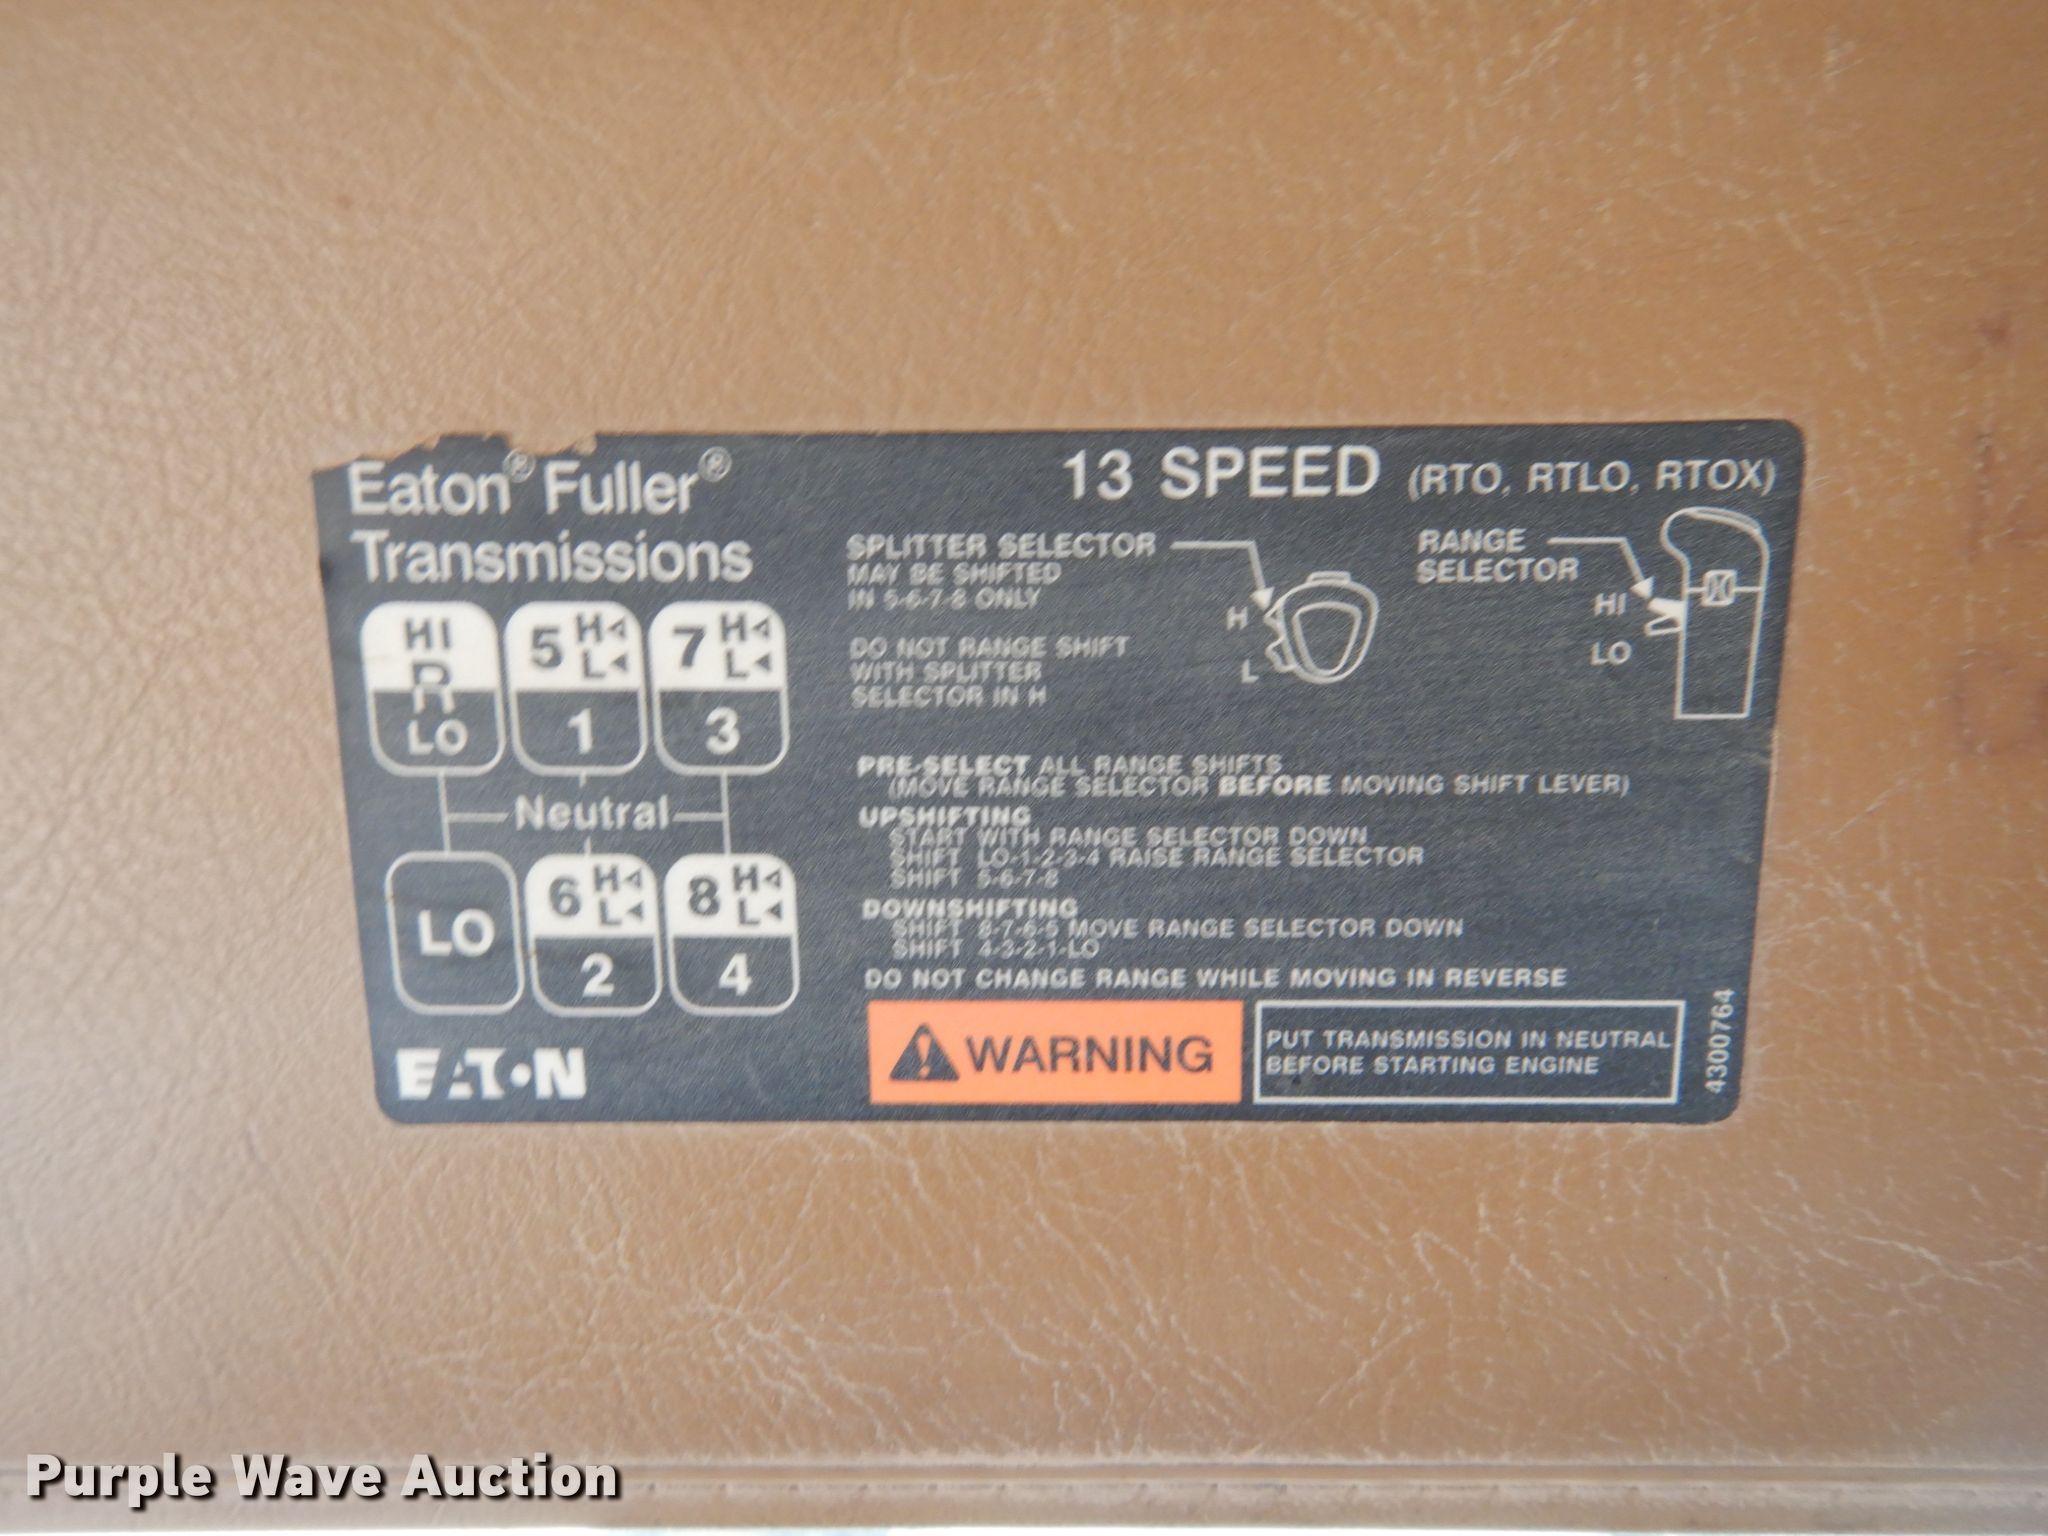 Eaton® Fuller®
Transmissions
13 SPEED (RTO, RTLO, RTOX)
HI
R
LO
5 H L
1
7 H L
3
Neutral
LO
6 H L
2
8 H L
4
EATON
SPLITTER SELECTOR
MAY BE SHIFTED
IN 5-6-7-8 ONLY
H
L
RANGE
SELECTOR
HI
LO
DO NOT RANGE SHIFT
WITH SPLITTER
SELECTOR IN H
PRE-SELECT ALL RANGE SHIFTS
(MOVE RANGE SELECTOR BEFORE MOVING SHIFT LEVER)
UPSHIFTING
START WITH RANGE SELECTOR DOWN
SHIFT LO-1-2-3-4 RAISE RANGE SELECTOR
SHIFT 5-6-7-8
DOWNSHIFTING
SHIFT 8-7-6-5 MOVE RANGE SELECTOR DOWN
SHIFT 4-3-2-1-LO
DO NOT CHANGE RANGE WHILE MOVING IN REVERSE
WARNING
PUT TRANSMISSION IN NEUTRAL
BEFORE STARTING ENGINE
4300764
Purple Wave Auction